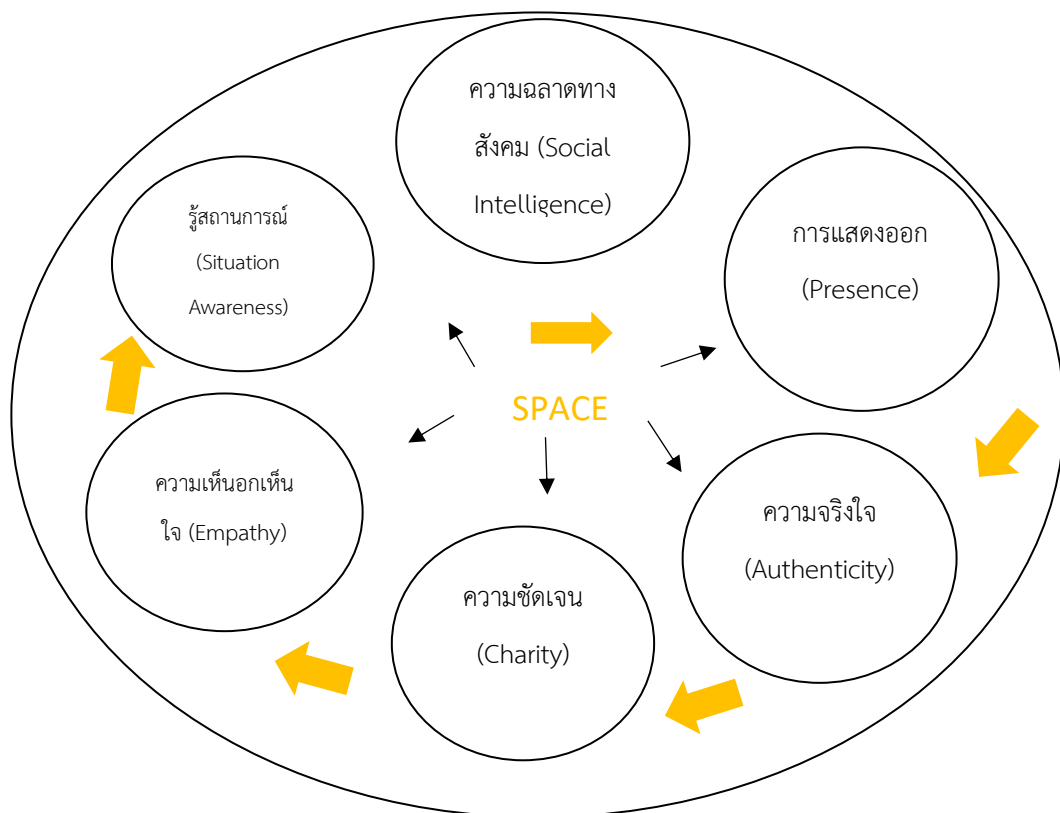 ความฉลาดทาง
สังคม (Social
Intelligence)
การแสดงออก
(Presence)
รู้สถานการณ์
(Situation
Awareness)
SPACE
ความจริงใจ
(Authenticity)
ความเห็นอกเห็น
ใจ (Empathy)
ความชัดเจน
(Charity)